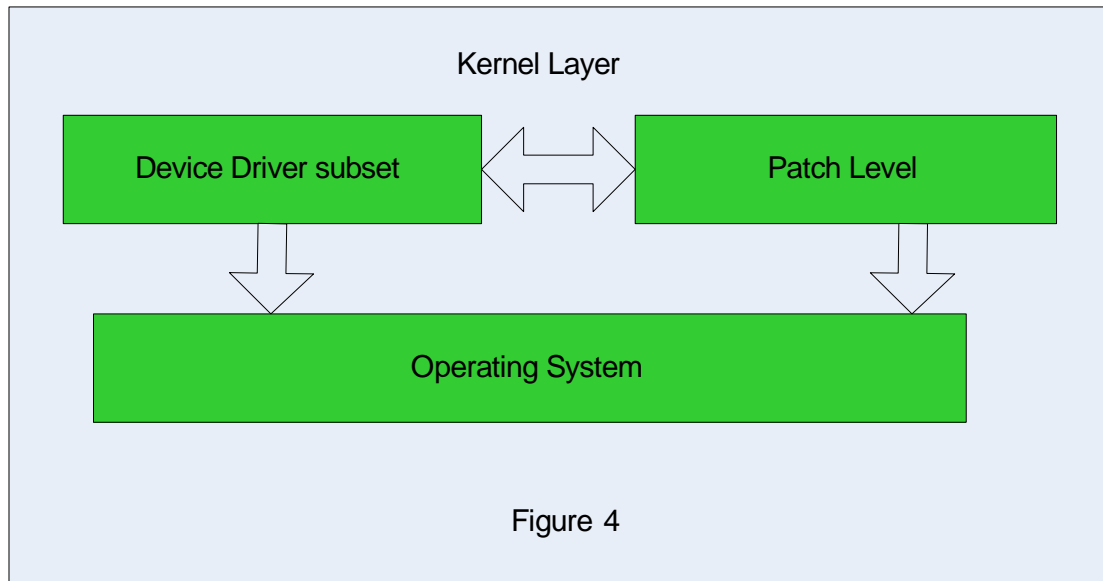 Kernel Layer
Device Driver subset
Patch Level
Operating System
Figure 4